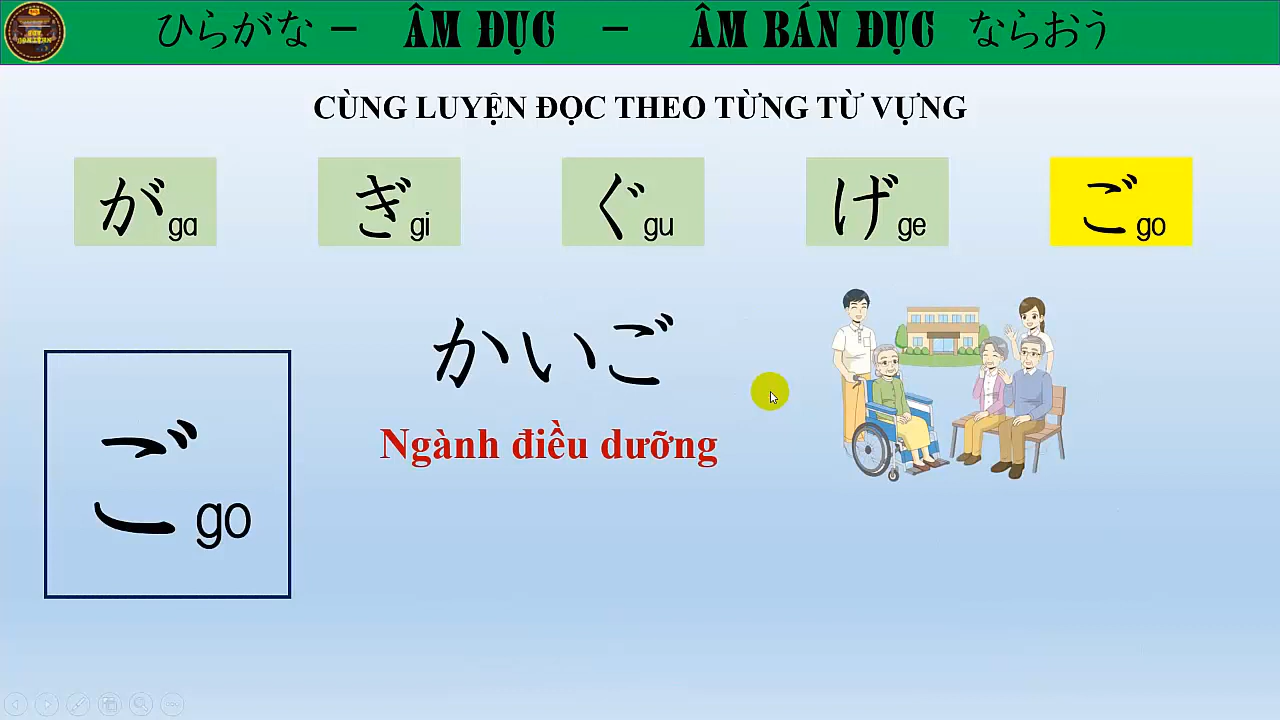 ひらがな - ÂM ĐỤC - ÂM BÁN ĐỤC ならおう
CÙNG LUYỆN ĐỌC THEO TỪNG TỪ VỰNG
が ga ぎ gi ぐ gu げ ge ご go
かいご
Ngành điều dưỡng
ご go